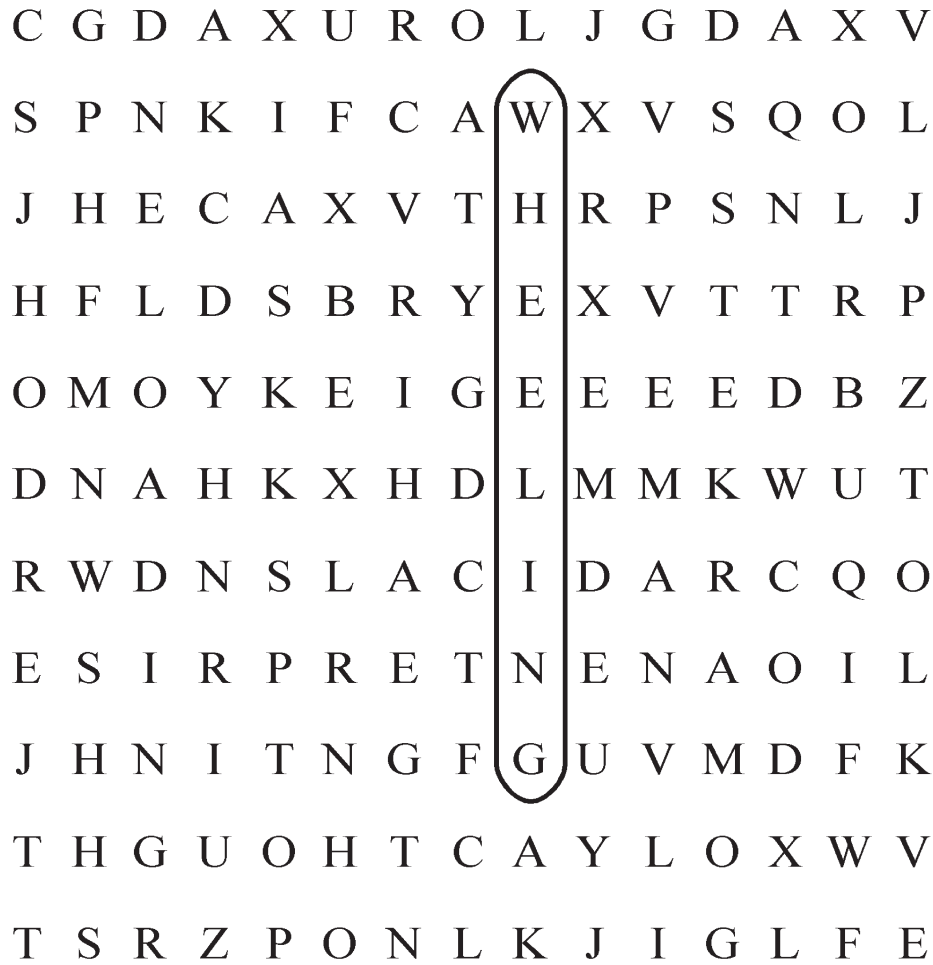 C G D A X U R O L J G D A X V
S P N K I F C A W X V S Q O L
J H E C A X V T H R P S N L J
H F L D S B R Y E X V T T R P
O M O Y K E I G E E E E D B Z
D N A H K X H D L M M K W U T
R W D N S L A C I D A R C Q O
E S I R P R E T N E N A O I L
J H N I T N G F G U V M D F K
T H G U O H T C A Y L O X W V
T S R Z P O N L K J I G L F E